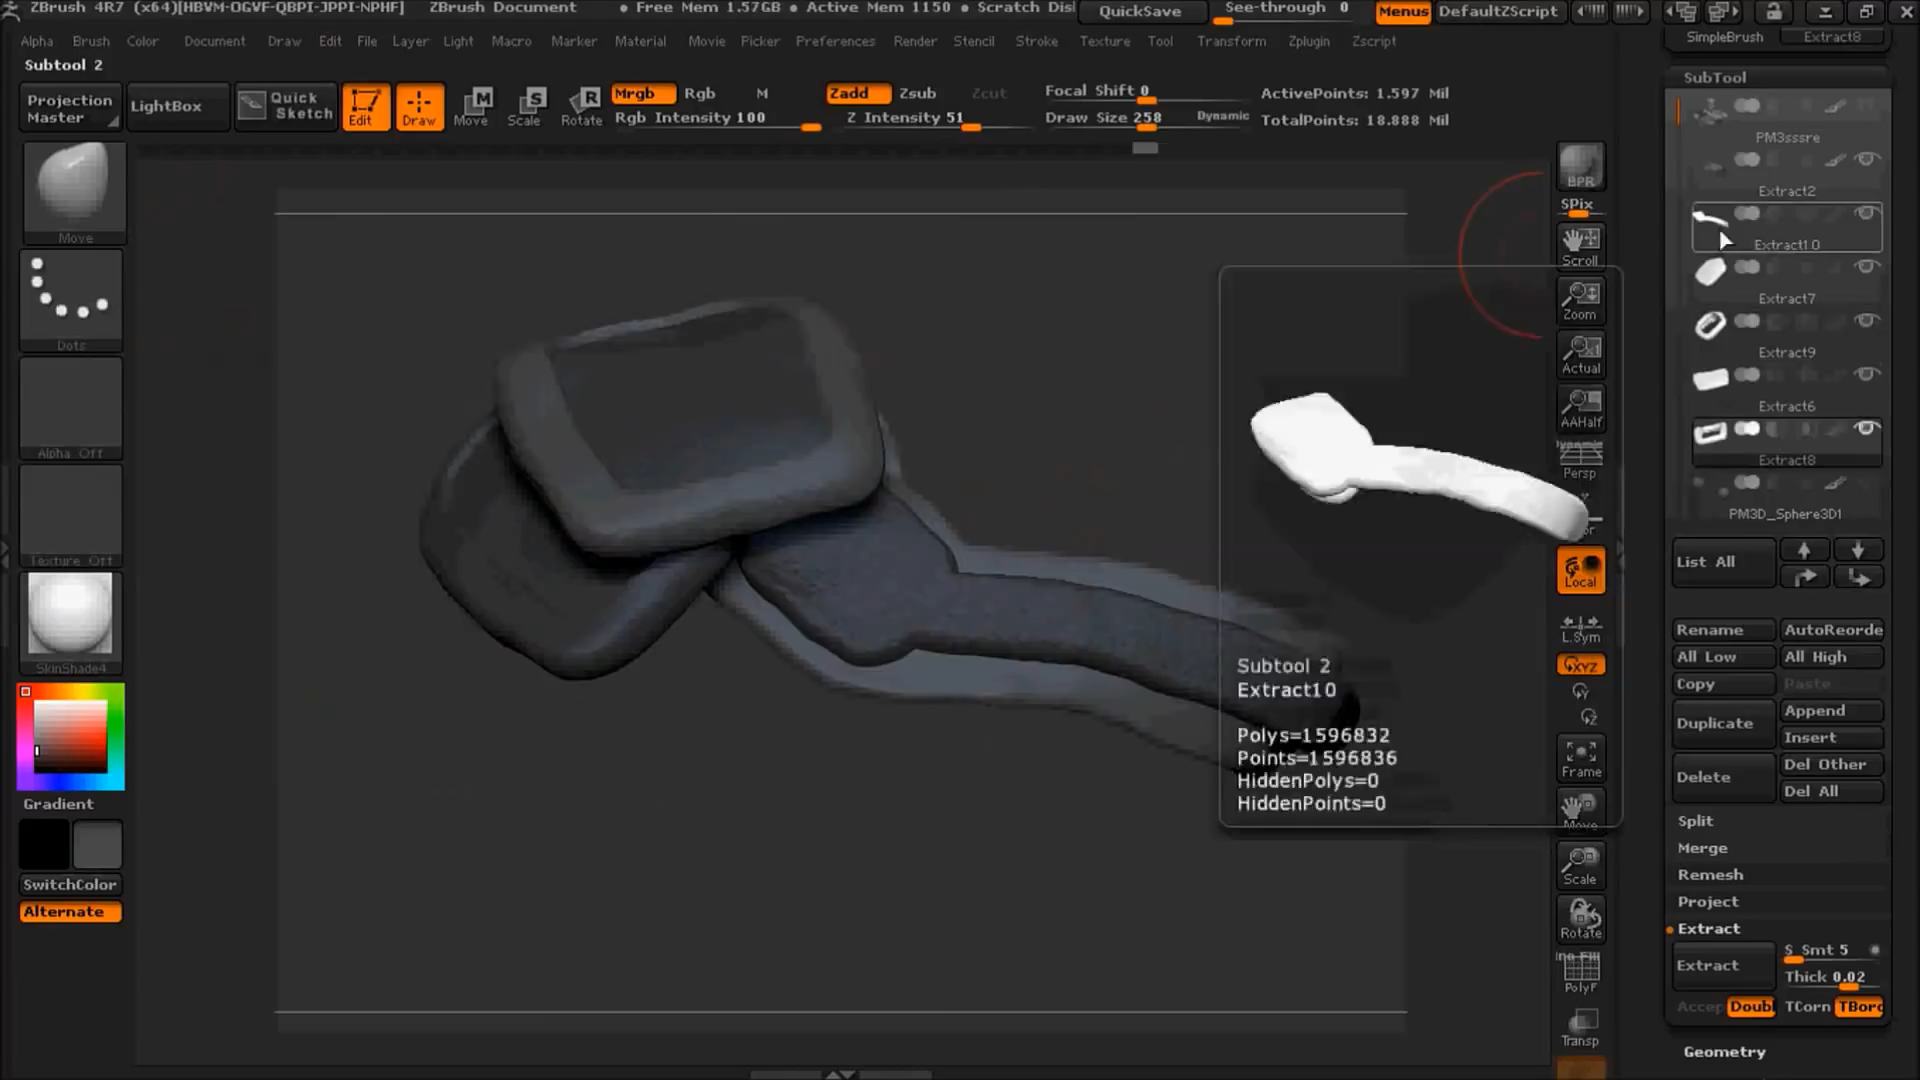 ZBrush 4R7 (x64)[HBVM-OGVF-QBPI-JPPI-NPHF] ZBrush Document • Free Mem 1.57GB • Active Mem 1150 • Scratch Dis QuickSave See-through 0 Menus DefaultZScript
Alpha Brush Color Document Draw Edit File Layer Light Macro Marker Material Movie Picker Preferences Render Stencil Stroke Texture Tool Transform Zplugin Zscript
Subtool 2
Projection Master
LightBox
Quick Sketch
Edit
Draw
Move
Scale
Rotate
Mrgb Rgb M
Rgb Intensity 100
Zadd Zsub Zcut
Z Intensity 51
Focal Shift 0
Draw Size 258 Dynamic
ActivePoints: 1.597 Mil
TotalPoints: 18.888 Mil
Move
Dots
Alpha Off
Texture Off
SkinShade4
Gradient
SwitchColor
Alternate
BPR
SPix
Scroll
Zoom
Actual
AAHalf
Dynamic
Persp
Local
L.Sym
XYZ
Frame
Move
Scale
Rotate
PolyF
Transp
Subtool 2
Extract10
Polys=1596832
Points=1596836
HiddenPolys=0
HiddenPoints=0
SimpleBrush Extract8
SubTool
PM3sssre
Extract2
Extract10
Extract7
Extract9
Extract6
Extract8
PM3D_Sphere3D1
List All
Rename AutoReorde
All Low All High
Copy Paste
Duplicate Append
Insert
Delete Del Other
Del All
Split
Merge
Remesh
Project
Extract
Extract S Smt 5
Thick 0.02
Accep Doubl TCorn TBorc
Geometry